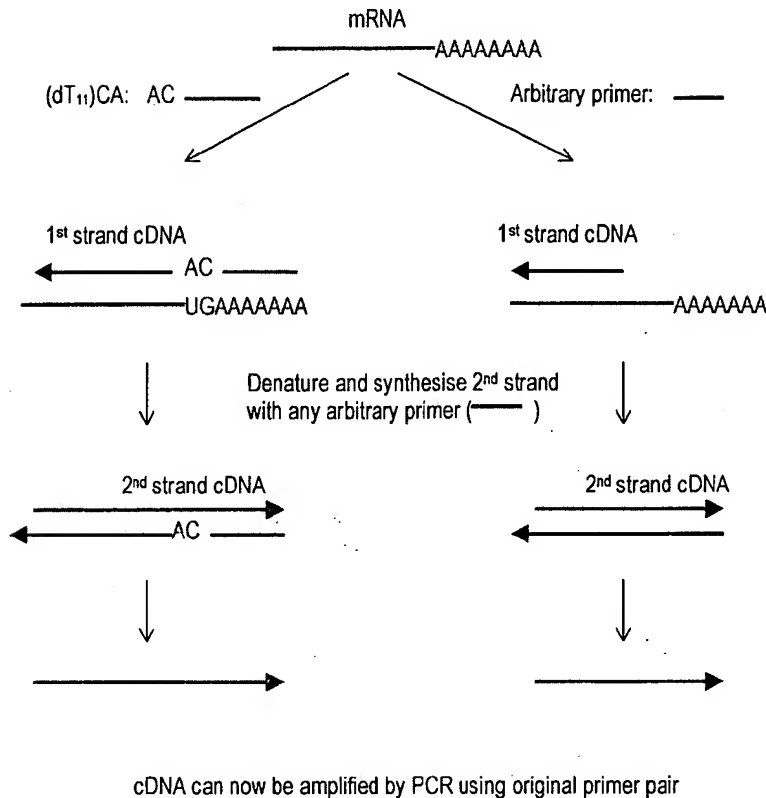 mRNA
AAAAAAAA
(dT₁₁)CA: AC
Arbitrary primer:
1st strand cDNA
1st strand cDNA
AC
UGAAAAAAA
AAAAAAA
Denature and synthesise 2nd strand
with any arbitrary primer ( )
2nd strand cDNA
2nd strand cDNA
AC
cDNA can now be amplified by PCR using original primer pair